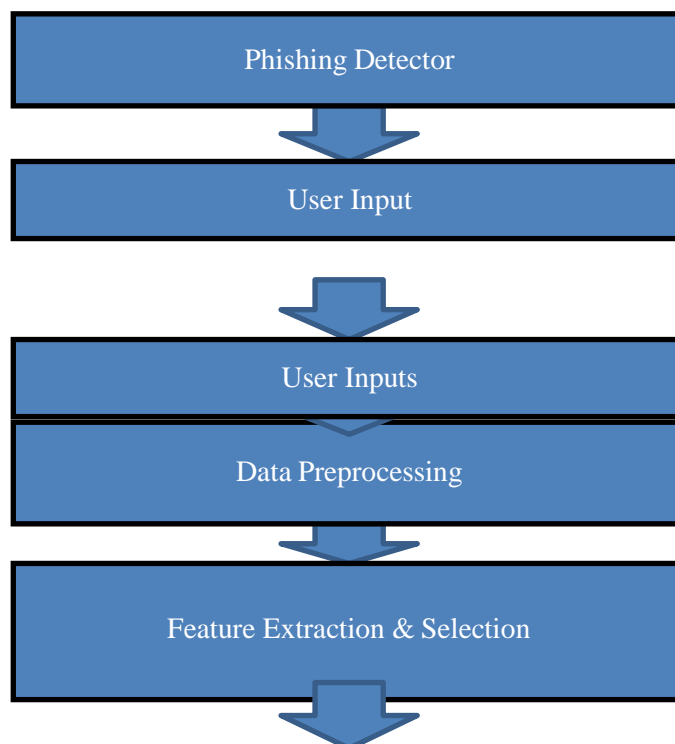 Phishing Detector
User Input
User Inputs
Data Preprocessing
Feature Extraction & Selection